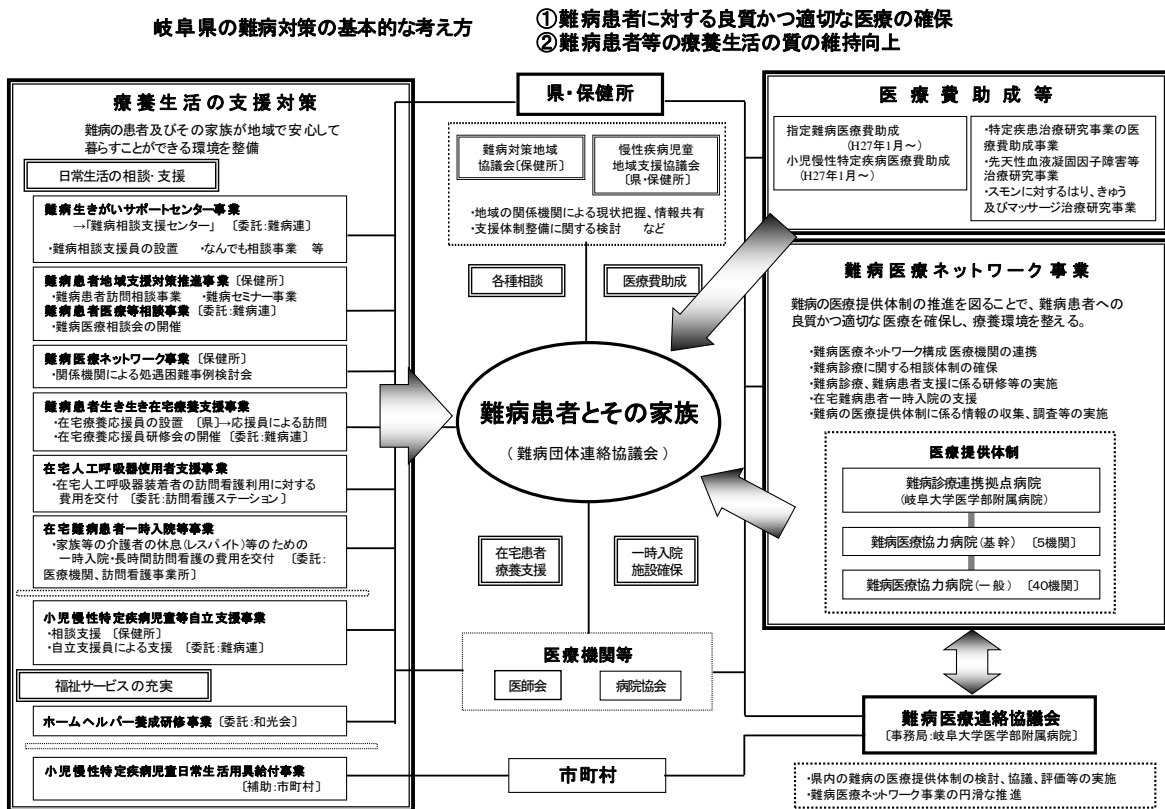 岐阜県の難病対策の基本的な考え方
①難病患者に対する良質かつ適切な医療の確保
②難病患者等の療養生活の質の維持向上
療養生活の支援対策
難病の患者及びその家族が地域で安心して
暮らすことができる環境を整備
日常生活の相談・支援
難病生きがいサポートセンター事業
→「難病相談支援センター」 〔委託:難病連〕
・難病相談支援員の設置 ・なんでも相談事業 等
難病患者地域支援対策推進事業〔保健所〕
・難病患者訪問相談事業 ・難病セミナー事業
難病患者医療等相談事業〔委託:難病連〕
・難病医療相談会の開催
難病医療ネットワーク事業〔保健所〕
・関係機関による処遇困難事例検討会
難病患者生き生き在宅療養支援事業
・在宅療養応援員の設置 〔県〕→応援員による訪問
・在宅療養応援員研修会の開催 〔委託:難病連〕
在宅人工呼吸器使用者支援事業
・在宅人工呼吸器装着者の訪問看護利用に対する
費用を交付 〔委託:訪問看護ステーション〕
在宅難病患者一時入院等事業
・家族等の介護者の休息(レスパイト)等のための
一時入院・長時間訪問看護の費用を交付 〔委託:
医療機関、訪問看護事業所〕
小児慢性特定疾病児童等自立支援事業
・相談支援 〔保健所〕
・自立支援員による支援 〔委託:難病連〕
福祉サービスの充実
ホームヘルパー養成研修事業〔委託:和光会〕
小児慢性特定疾病児童日常生活用具給付事業
〔補助:市町村〕
県・保健所
難病対策地域
協議会〔保健所〕
慢性疾病児童
地域支援協議会
〔県・保健所〕
・地域の関係機関による現状把握、情報共有
・支援体制整備に関する検討 など
各種相談
医療費助成
難病患者とその家族
(難病団体連絡協議会)
在宅患者
療養支援
一時入院
施設確保
医療機関等
医師会
病院協会
市町村
医療費助成等
指定難病医療費助成
(H27年1月～)
小児慢性特定疾病医療費助成
(H27年1月～)
・特定疾患治療研究事業の医
療費助成事業
・先天性血液凝固因子障害等
治療研究事業
・スモンに対するはり、きゅう
及びマッサージ治療研究事業
難病医療ネットワーク事業
難病の医療提供体制の推進を図ることで、難病患者への
良質かつ適切な医療を確保し、療養環境を整える。
・難病医療ネットワーク構成医療機関の連携
・難病診療に関する相談体制の確保
・難病診療、難病患者支援に係る研修等の実施
・在宅難病患者一時入院の支援
・難病の医療提供体制に係る情報の収集、調査等の実施
医療提供体制
難病診療連携拠点病院
(岐阜大学医学部附属病院)
難病医療協力病院(基幹) 〔5機関〕
難病医療協力病院(一般) 〔40機関〕
難病医療連絡協議会
〔事務局:岐阜大学医学部附属病院〕
・県内の難病の医療提供体制の検討、協議、評価等の実施
・難病医療ネットワーク事業の円滑な推進